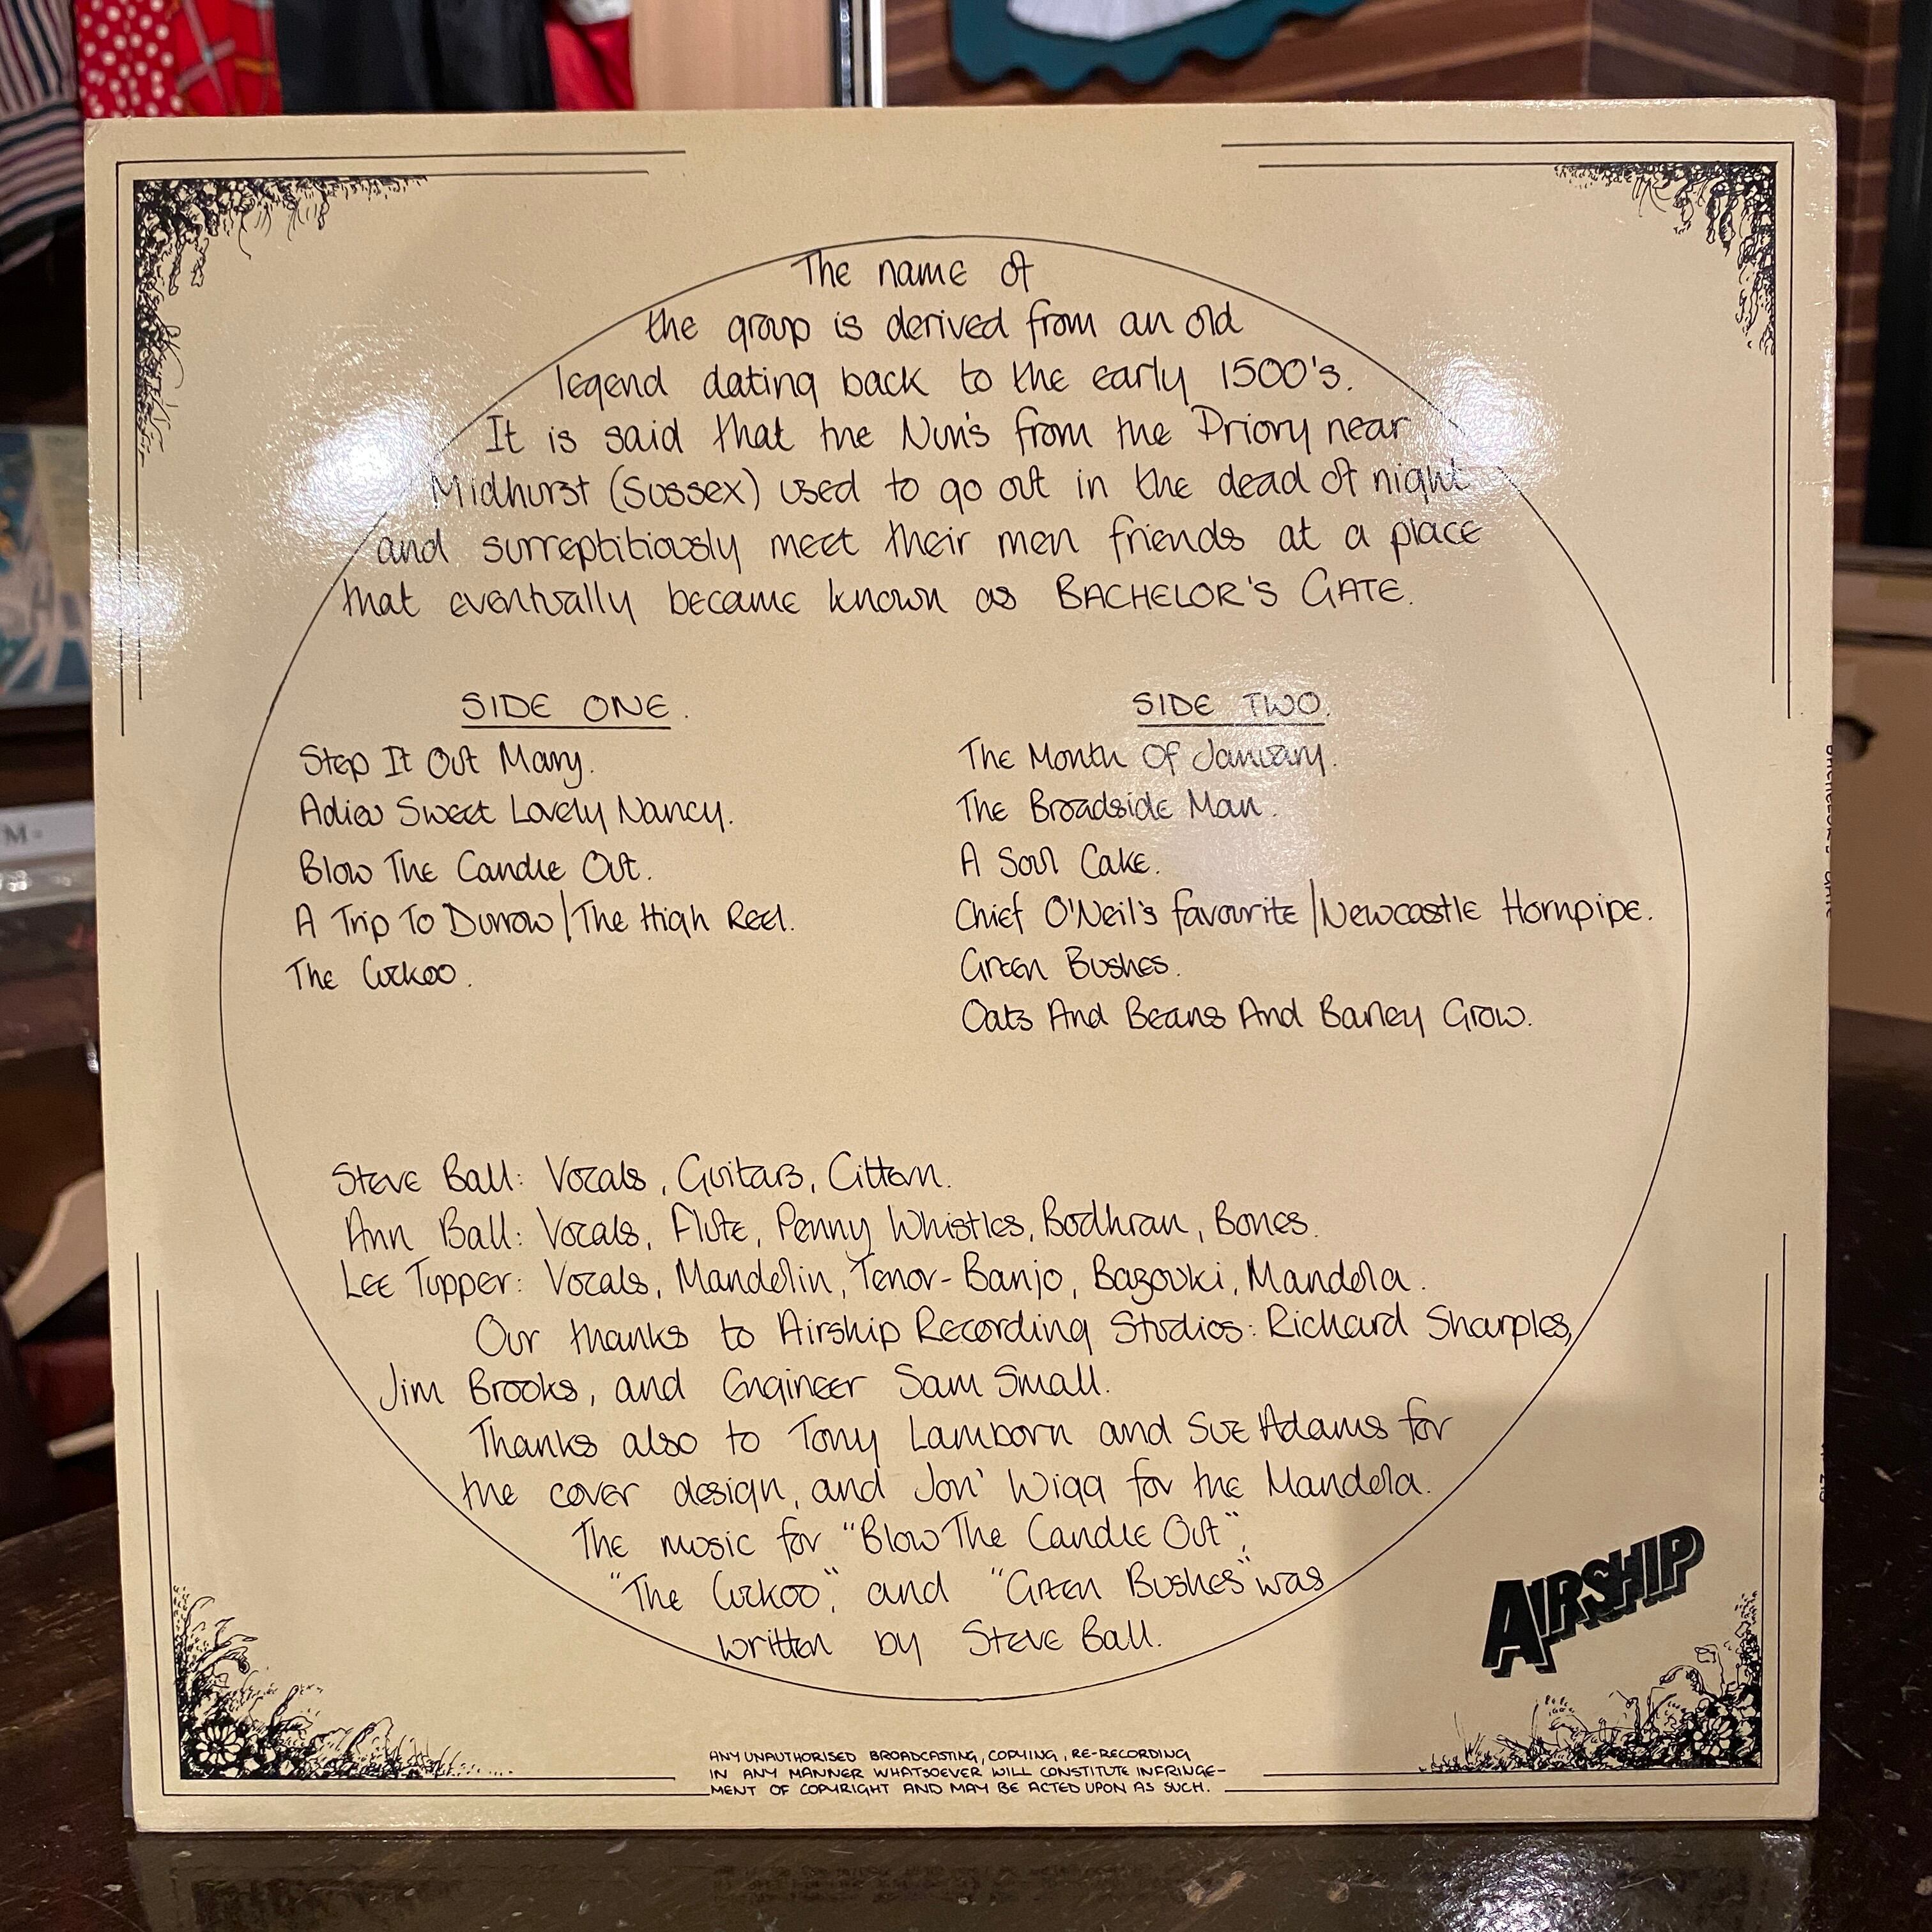 The name of
the group is derived from an old
legend dating back to the early 1500's.
It is said that the Nun's from the Priory near
Midhurst (Sussex) used to go out in the dead of night
and surreptitiously meet their men friends at a place
that eventually became known as BACHELOR'S GATE.
SIDE ONE.
Step It Out Mary.
Adieu Sweet Lovely Nancy.
Blow The Candle Out.
A Trip To Durrow/The High Reel.
The Cuckoo.
SIDE TWO.
The Month Of January.
The Broadside Man.
A Soul Cake.
Chief O'Neil's favourite/Newcastle Hornpipe.
Green Bushes.
Oats And Beans And Barley Grow.
Steve Ball: Vocals, Guitars, Cittern.
Ann Ball: Vocals, Flute, Penny Whistles, Bodhran, Bones.
Lee Tupper: Vocals, Mandolin, Tenor-Banjo, Bazouki, Mandola.
Our thanks to Airship Recording Studios: Richard Sharples,
Jim Brooks, and Engineer Sam Small.
Thanks also to Tony Lamborn and Sue Adams for
the cover design, and Jon' Wigg for the Mandola.
The music for "Blow The Candle Out",
"The Cuckoo", and "Green Bushes" was
written by Steve Ball.
AIRSHIP
ANY UNAUTHORISED BROADCASTING, COPYING, RE-RECORDING
IN ANY MANNER WHATSOEVER WILL CONSTITUTE INFRINGE-
MENT OF COPYRIGHT AND MAY BE ACTED UPON AS SUCH.